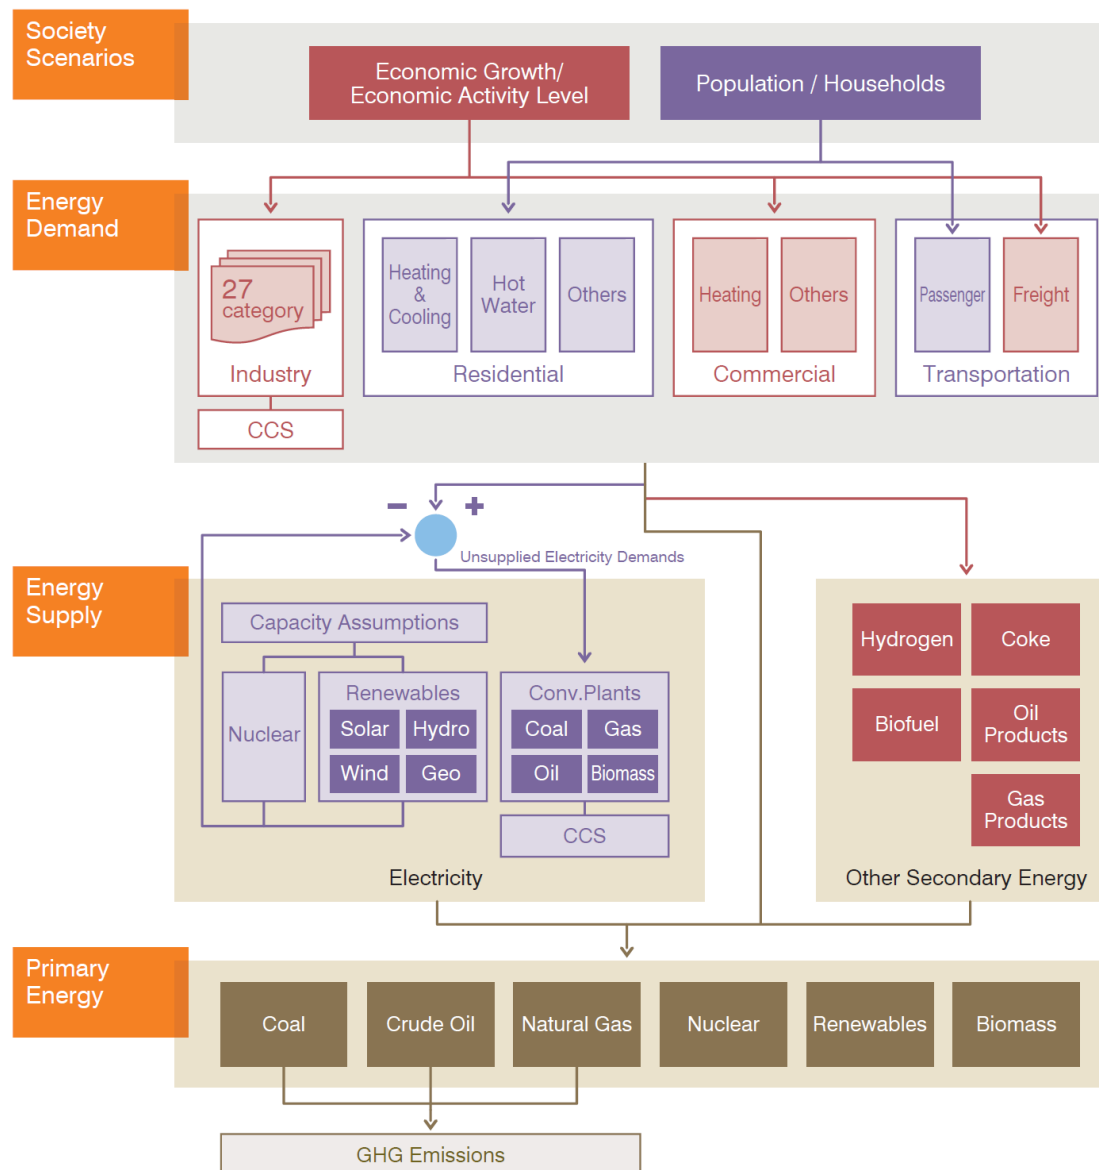 Society
Scenarios
Economic Growth/
Economic Activity Level
Population / Households
Energy
Demand
27
category
Industry
CCS
Heating
&
Cooling
Hot
Water
Others
Residential
Heating
Others
Commercial
Passenger
Freight
Transportation
− +
Unsupplied Electricity Demands
Energy
Supply
Capacity Assumptions
Nuclear
Renewables
Solar
Hydro
Wind
Geo
Conv.Plants
Coal
Gas
Oil
Biomass
CCS
Electricity
Hydrogen
Coke
Biofuel
Oil
Products
Gas
Products
Other Secondary Energy
Primary
Energy
Coal
Crude Oil
Natural Gas
Nuclear
Renewables
Biomass
GHG Emissions